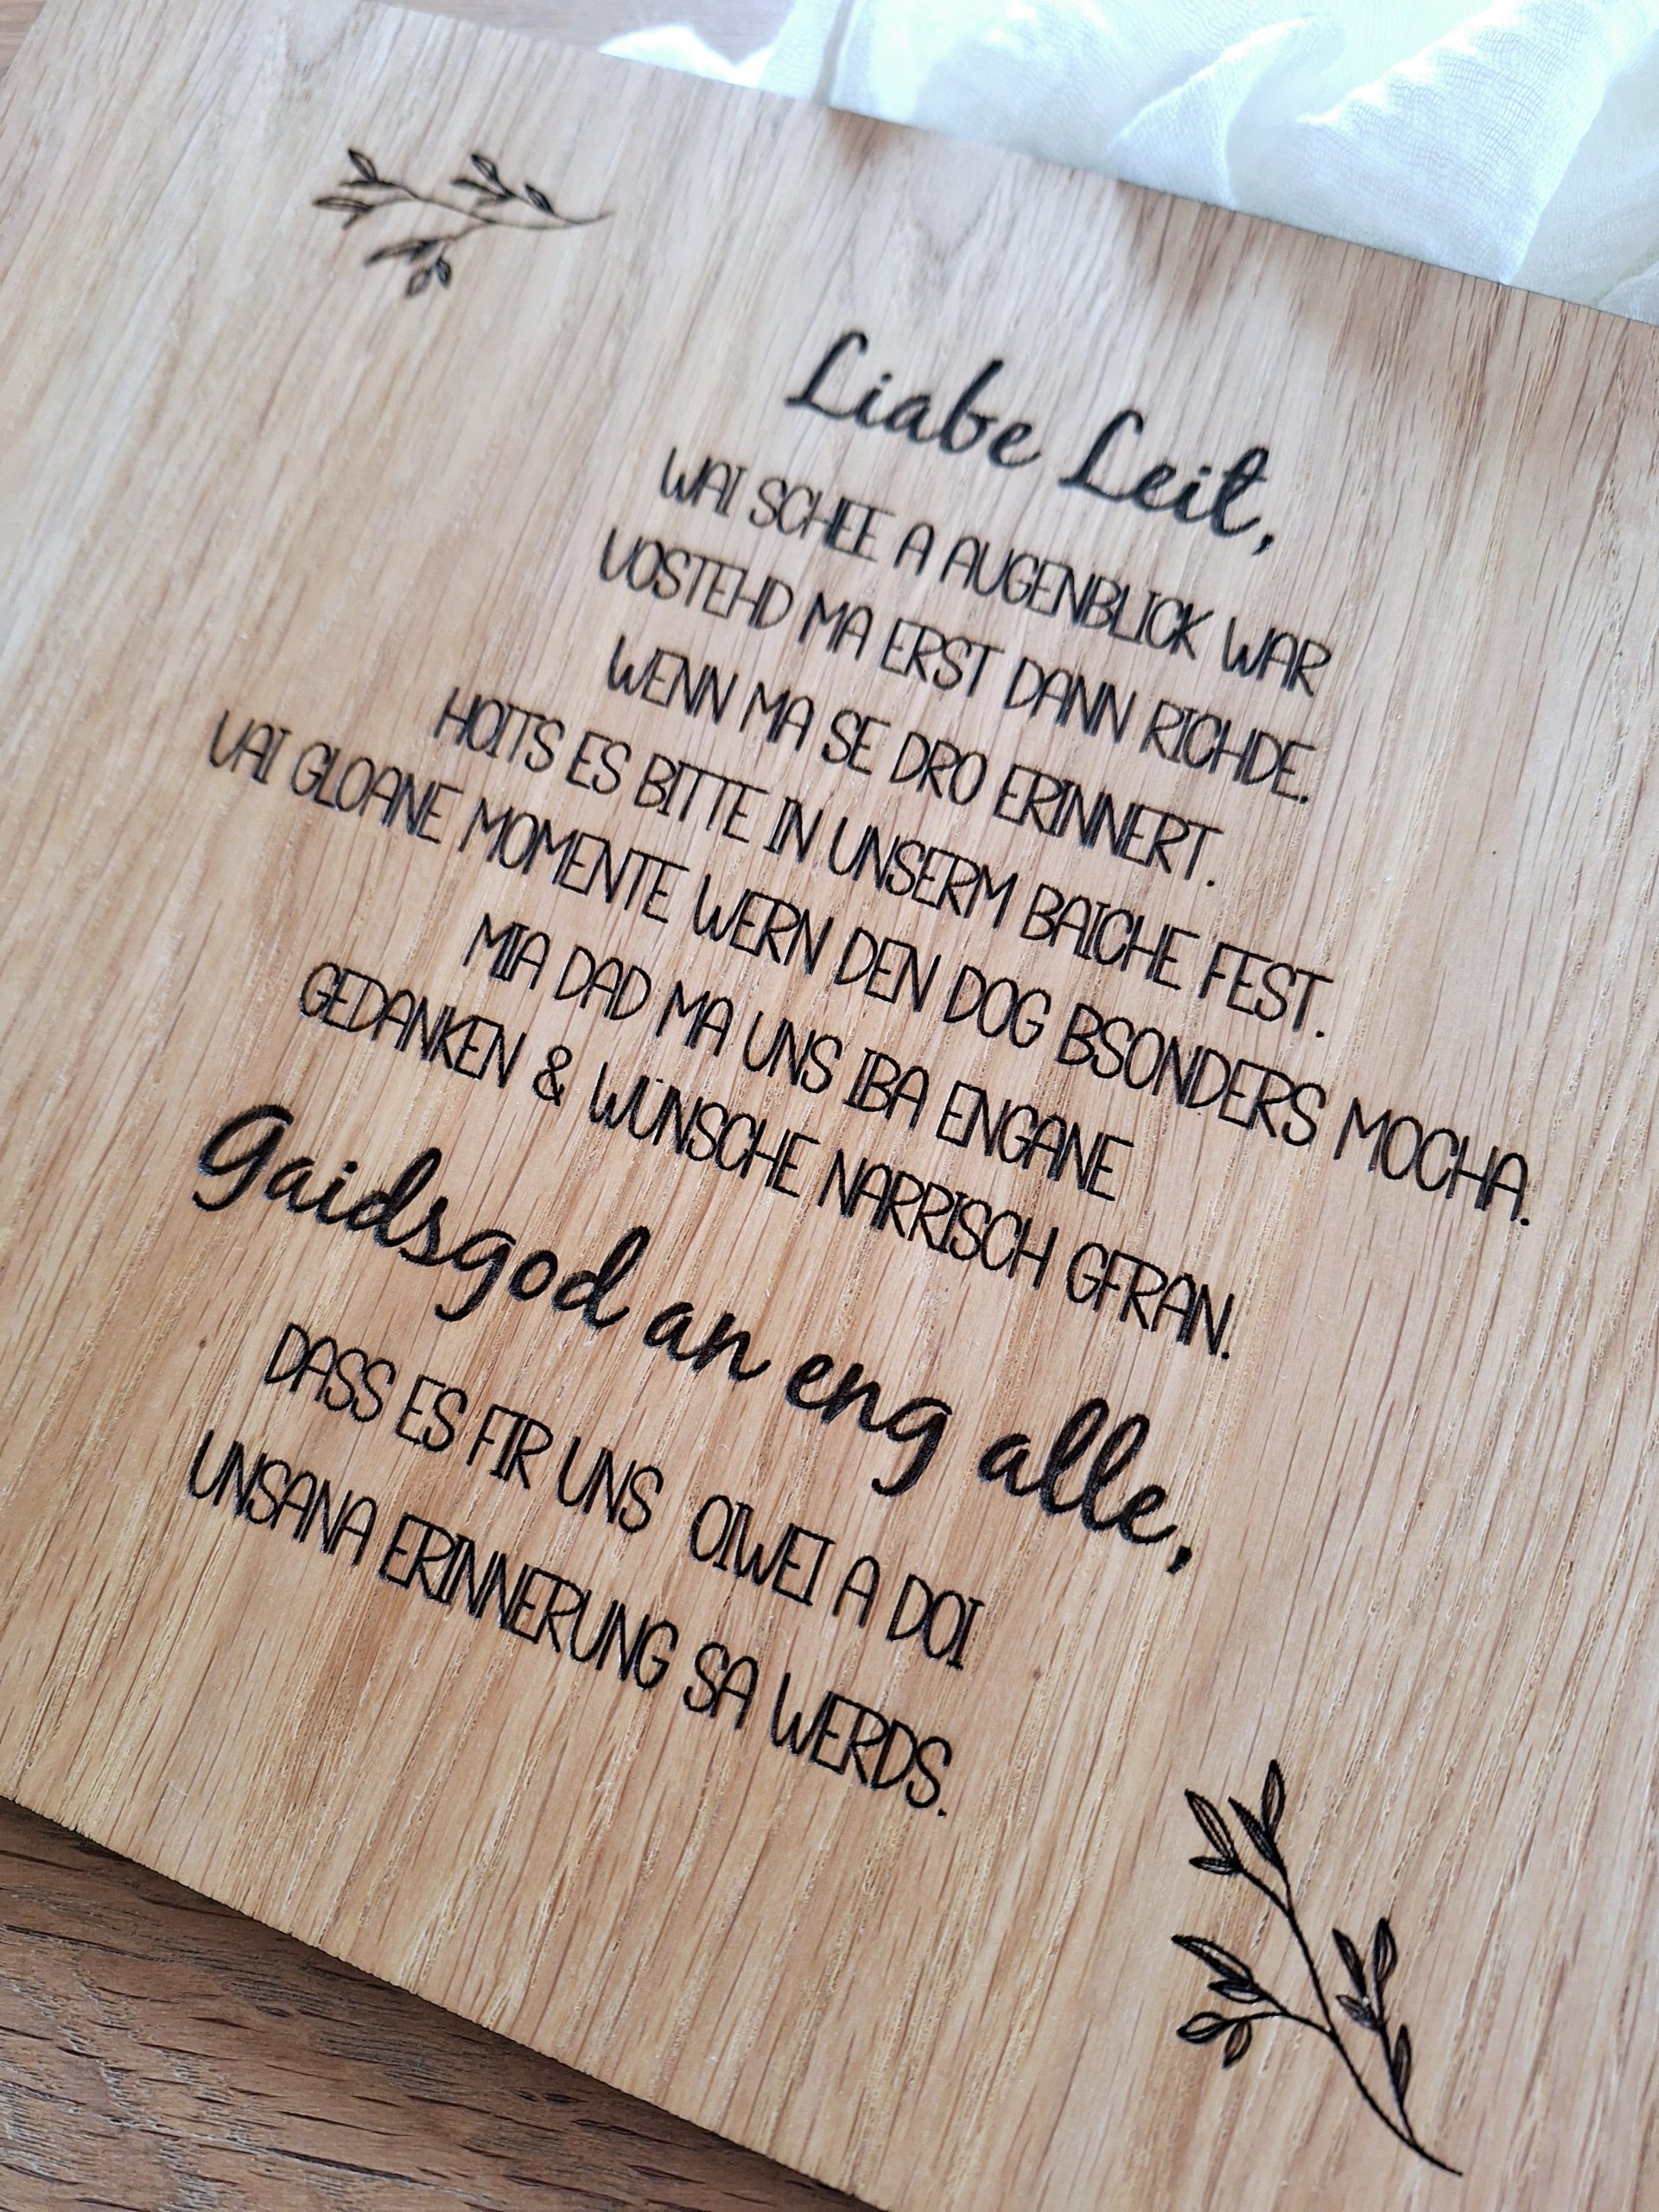 Liabe Leit,
WAI SCHEE A AUGENBLICK WAR
VOSTEHD MA ERST DANN RICHDE.
WENN MA SE DRO ERINNERT.
HOITS ES BITTE IN UNSERM BAICHE FEST.
VAI GLOANE MOMENTE WERN DEN DOG BSONDERS MOCHA.
MIA DAD MA UNS IBA ENGANE
GEDANKEN & WÜNSCHE NARRISCH GFRAN.
Gaidsgod an eng alle,
DASS ES FIR UNS OIWEI A DOI
UNSANA ERINNERUNG SA WERDS.